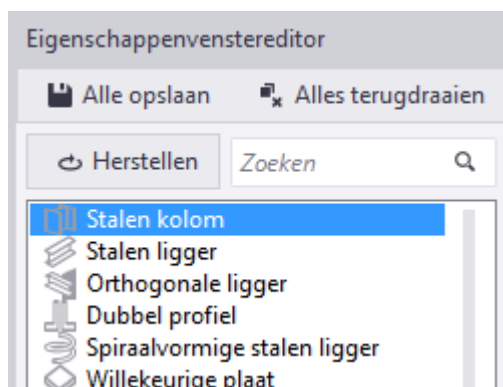 Eigenschappenvenstereditor
Alle opslaan Alles terugdraaien
Herstellen Zoeken
Stalen kolom
Stalen ligger
Orthogonale ligger
Dubbel profiel
Spiraalvormige stalen ligger
Willekeurige plaat